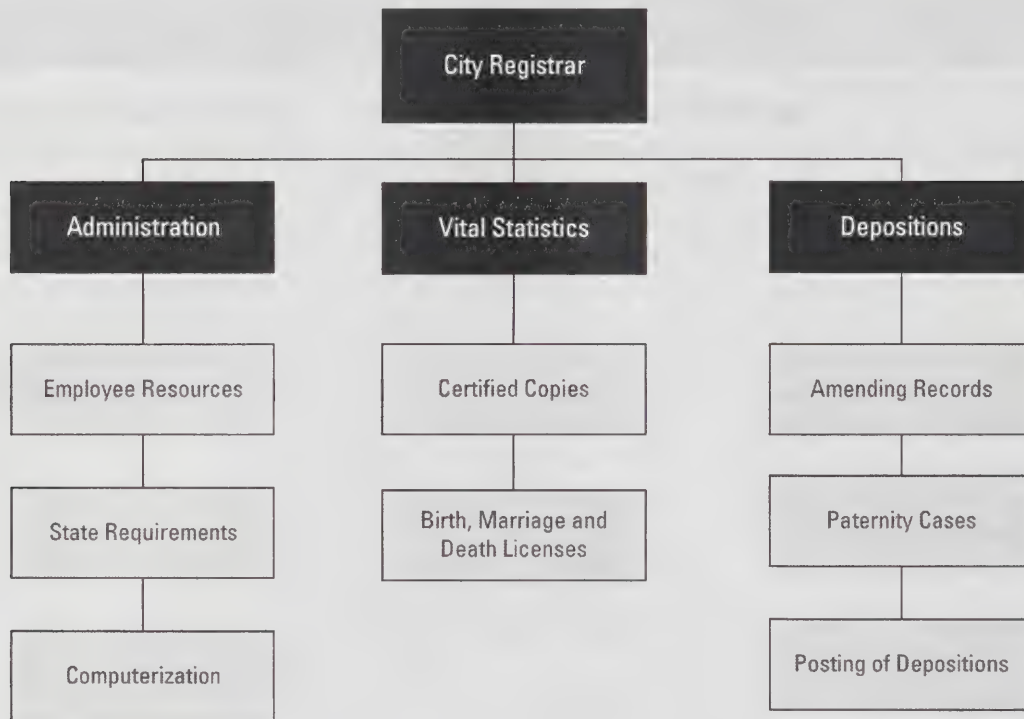 City Registrar
Administration
Vital Statistics
Depositions
Employee Resources
Certified Copies
Amending Records
State Requirements
Birth, Marriage and
Death Licenses
Paternity Cases
Computerization
Posting of Depositions